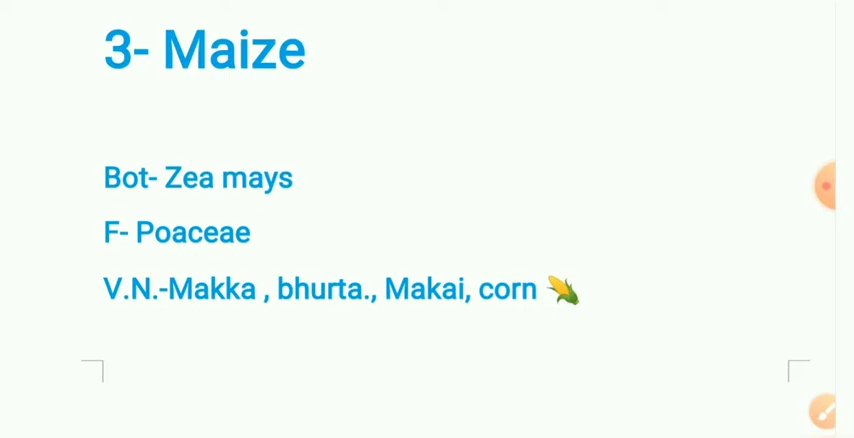 3- Maize
Bot- Zea mays
F- Poaceae
V.N.-Makka , bhurta., Makai, corn 🌽